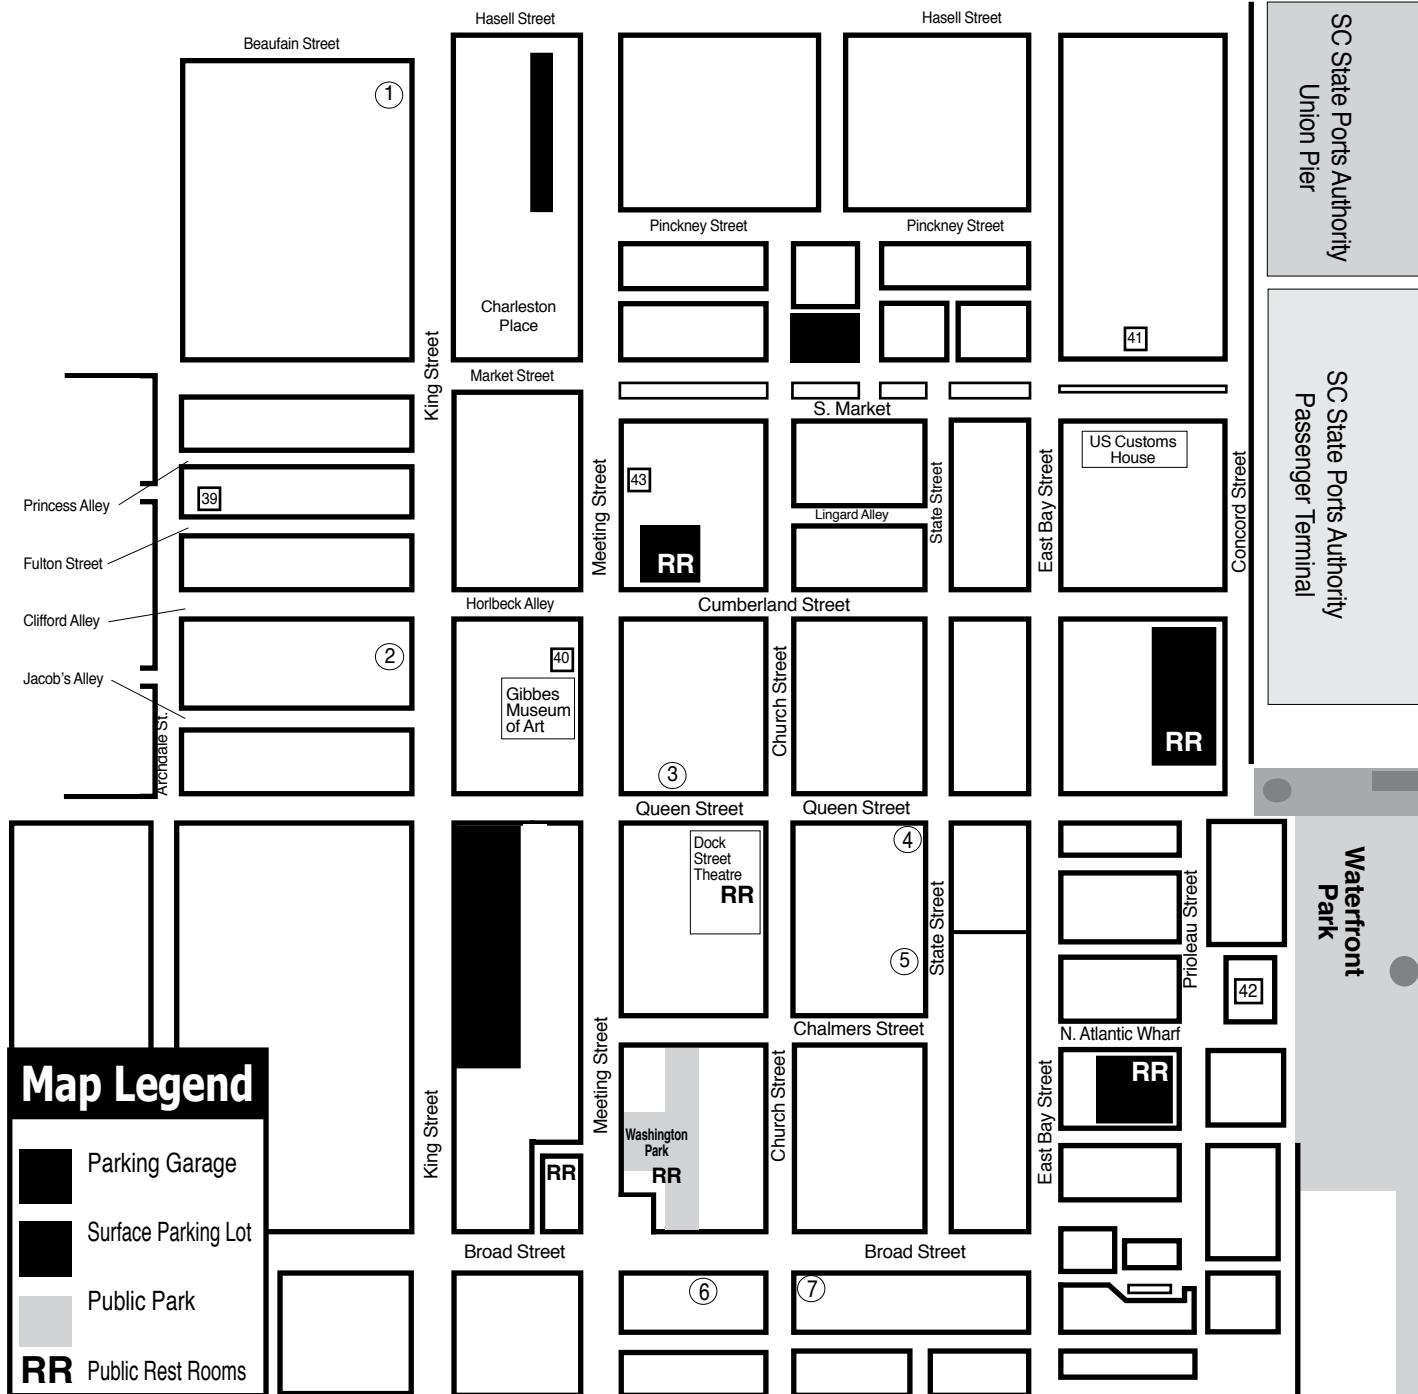 Hasell Street
Hasell Street
Beaufain Street
1
SC State Ports Authority
Union Pier
Pinckney Street
Pinckney Street
Charleston
Place
41
King Street
Market Street
S. Market
SC State Ports Authority
Passenger Terminal
US Customs
House
Meeting Street
43
State Street
East Bay Street
Concord Street
Princess Alley
39
Lingard Alley
Fulton Street
RR
Horlbeck Alley
Cumberland Street
Clifford Alley
2
40
Church Street
Jacob's Alley
Gibbes
Museum
of Art
RR
Archdale St.
3
Queen Street
Queen Street
Dock
Street
Theatre
RR
4
State Street
5
Prioleau Street
Waterfront
Park
42
Chalmers Street
N. Atlantic Wharf
Map Legend
King Street
Meeting Street
Washington
Park
RR
Church Street
East Bay Street
RR
RR
Parking Garage
Surface Parking Lot
Public Park
RR Public Rest Rooms
Broad Street
Broad Street
6
7